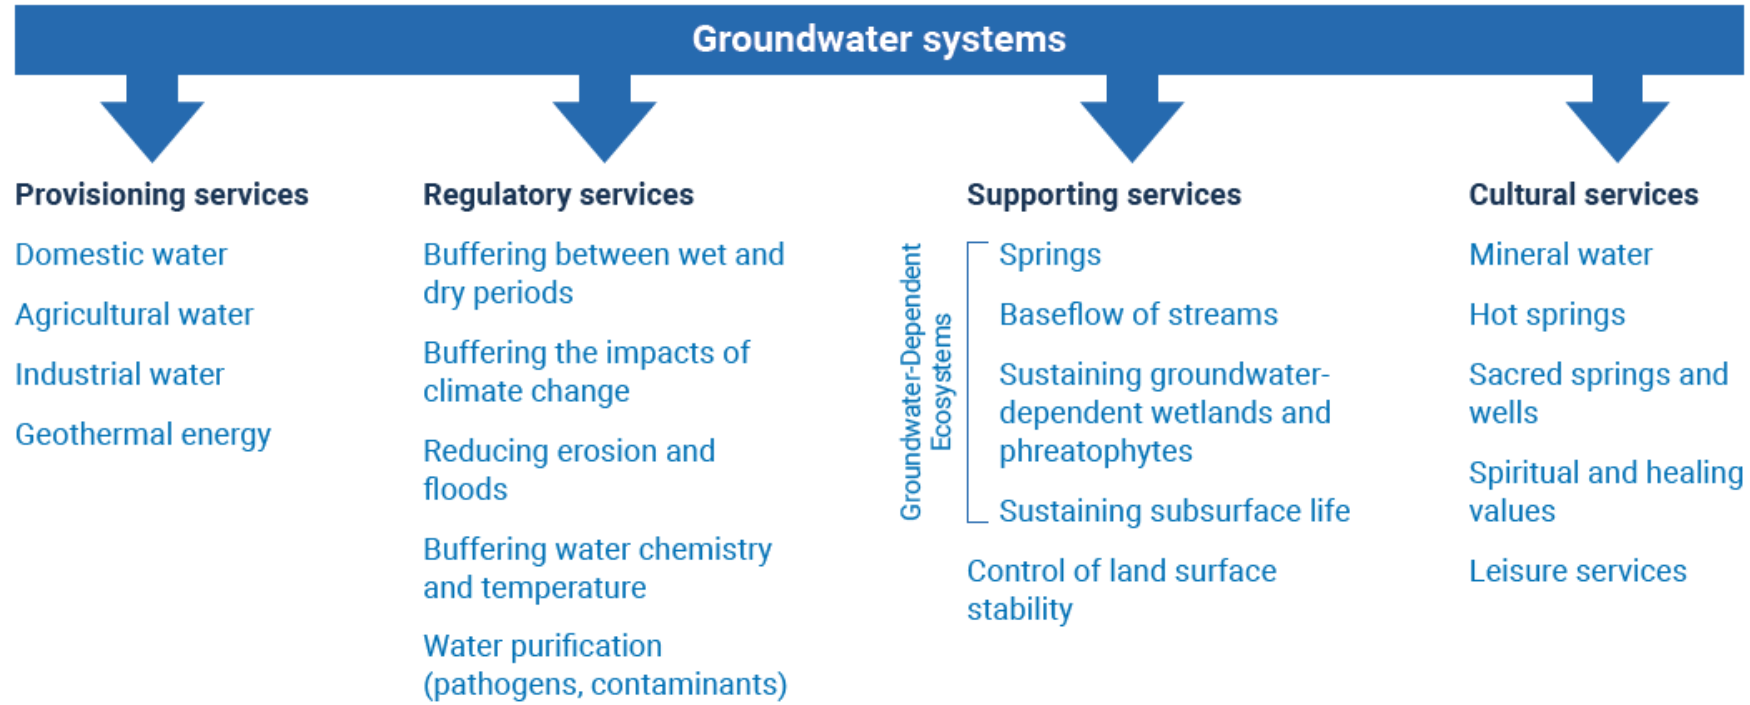 Groundwater systems
Provisioning services
Domestic water
Agricultural water
Industrial water
Geothermal energy
Regulatory services
Buffering between wet and
dry periods
Buffering the impacts of
climate change
Reducing erosion and
floods
Buffering water chemistry
and temperature
Water purification
(pathogens, contaminants)
Supporting services
Groundwater-Dependent
Ecosystems
Springs
Baseflow of streams
Sustaining groundwater-
dependent wetlands and
phreatophytes
Sustaining subsurface life
Control of land surface
stability
Cultural services
Mineral water
Hot springs
Sacred springs and
wells
Spiritual and healing
values
Leisure services